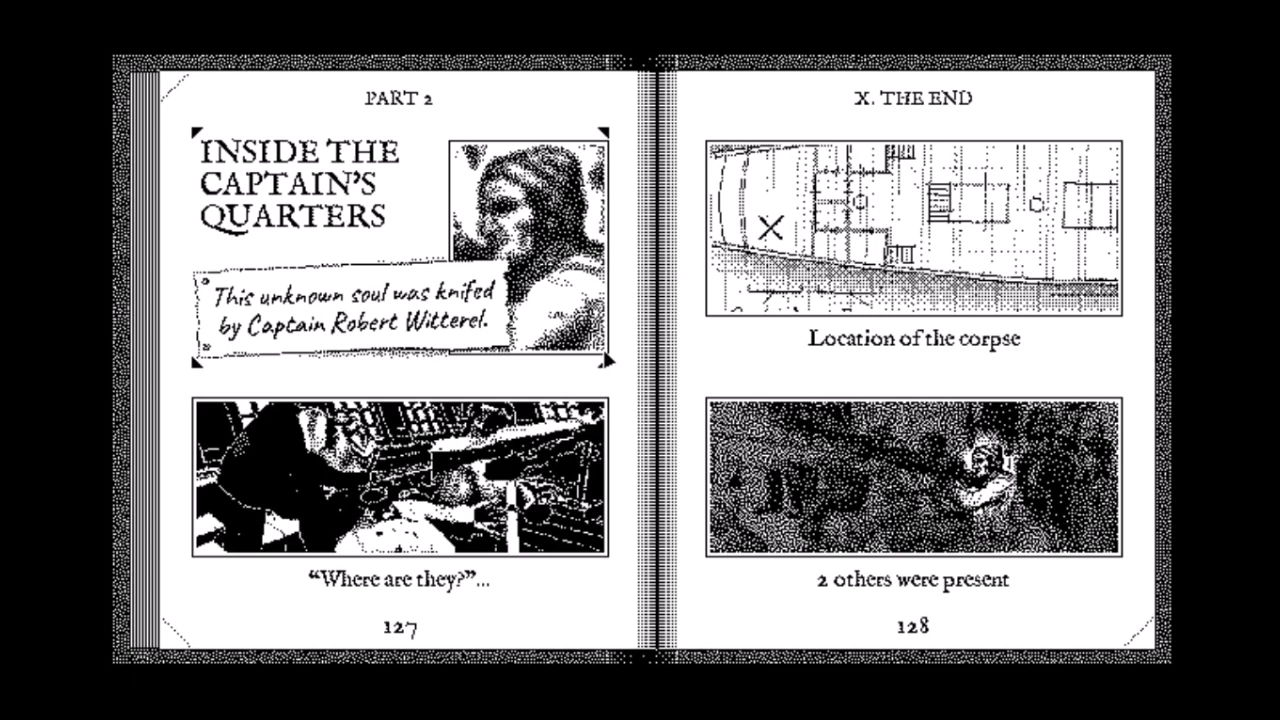 PART 2
INSIDE THE
CAPTAIN'S
QUARTERS
This unknown soul was knifed
by Captain Robert Witterel.
“Where are they?”...
127
X. THE END
Location of the corpse
2 others were present
128